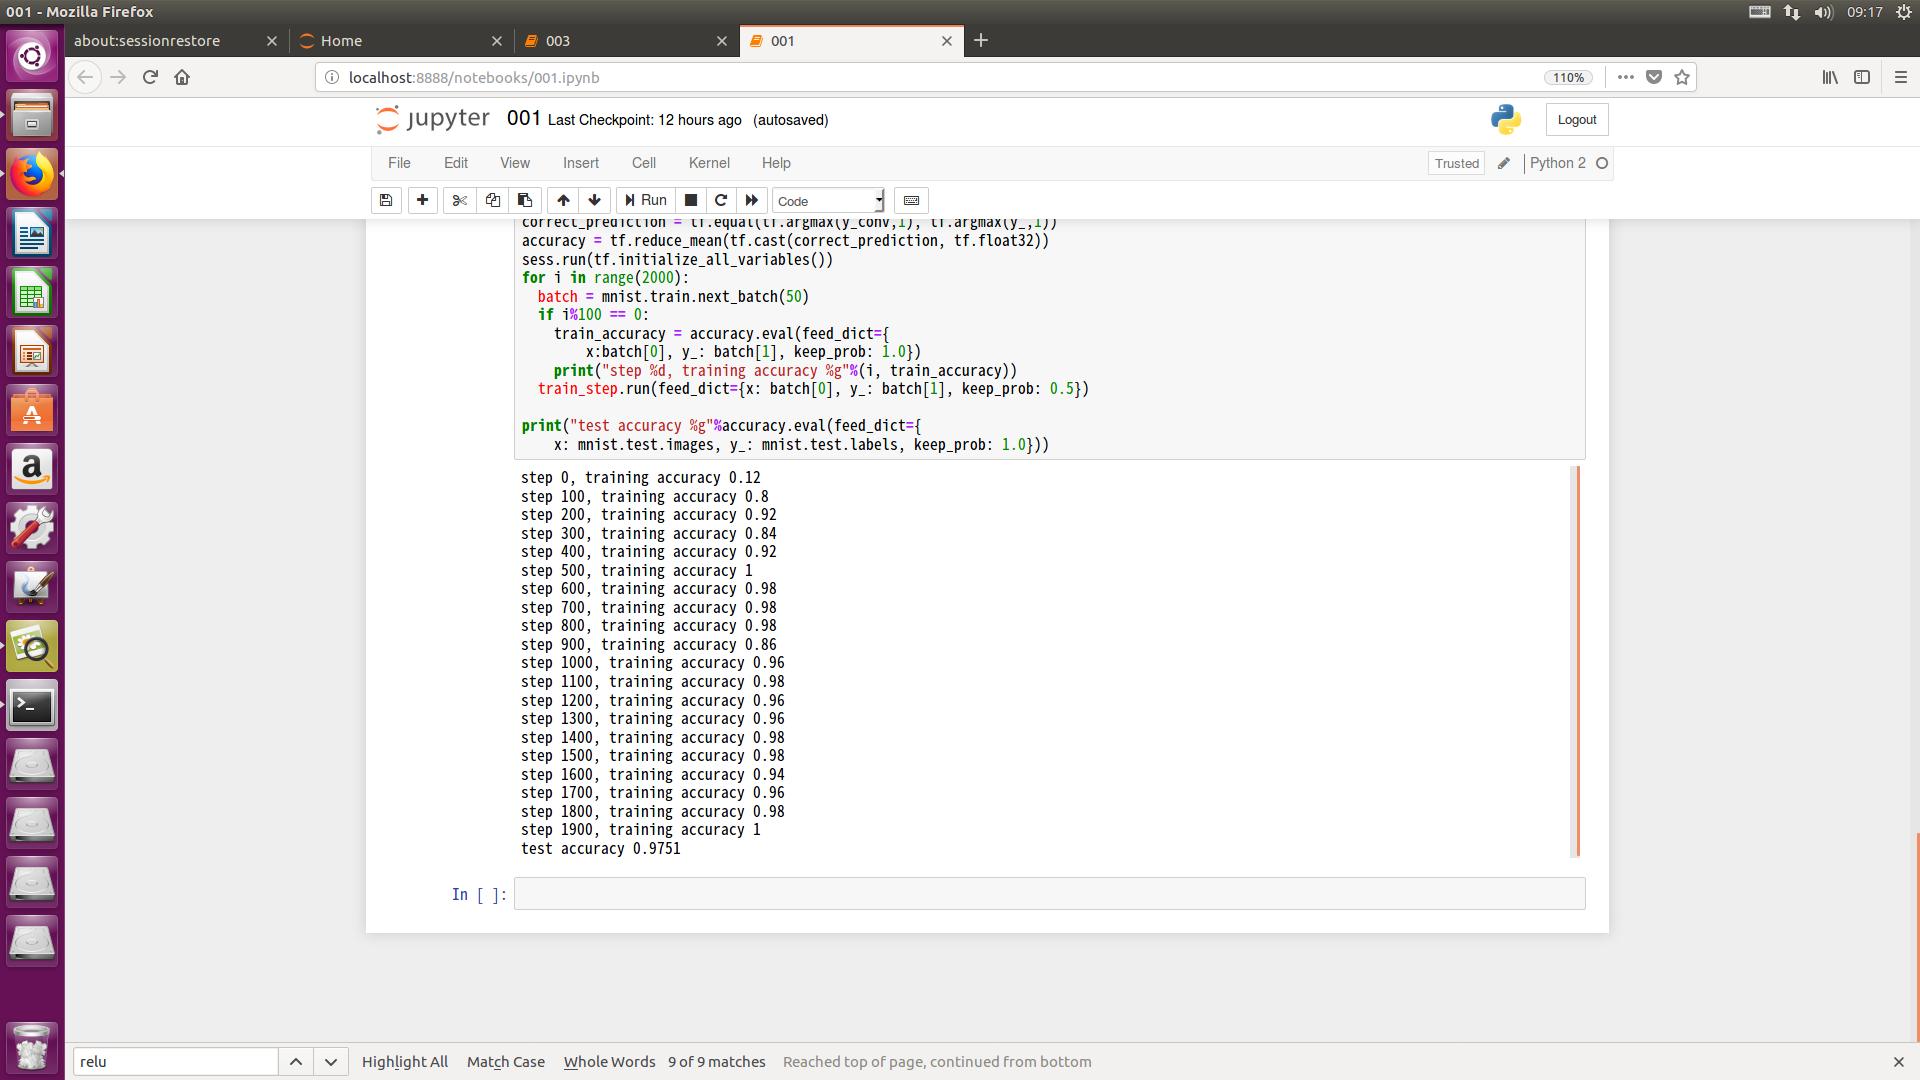 001 - Mozilla Firefox
09:17
about:sessionrestore
Home
003
001
localhost:8888/notebooks/001.ipynb
110%
jupyter 001 Last Checkpoint: 12 hours ago (autosaved)
Logout
File Edit View Insert Cell Kernel Help
Trusted
Python 2
Run
Code
correct_prediction = tf.equal(tf.argmax(y_conv,1), tf.argmax(y_,1))
accuracy = tf.reduce_mean(tf.cast(correct_prediction, tf.float32))
sess.run(tf.initialize_all_variables())
for i in range(2000):
  batch = mnist.train.next_batch(50)
  if i%100 == 0:
    train_accuracy = accuracy.eval(feed_dict={
        x:batch[0], y_: batch[1], keep_prob: 1.0})
    print("step %d, training accuracy %g"%(i, train_accuracy))
  train_step.run(feed_dict={x: batch[0], y_: batch[1], keep_prob: 0.5})
print("test accuracy %g"%accuracy.eval(feed_dict={
    x: mnist.test.images, y_: mnist.test.labels, keep_prob: 1.0}))
step 0, training accuracy 0.12
step 100, training accuracy 0.8
step 200, training accuracy 0.92
step 300, training accuracy 0.84
step 400, training accuracy 0.92
step 500, training accuracy 1
step 600, training accuracy 0.98
step 700, training accuracy 0.98
step 800, training accuracy 0.98
step 900, training accuracy 0.86
step 1000, training accuracy 0.96
step 1100, training accuracy 0.98
step 1200, training accuracy 0.96
step 1300, training accuracy 0.96
step 1400, training accuracy 0.98
step 1500, training accuracy 0.98
step 1600, training accuracy 0.94
step 1700, training accuracy 0.96
step 1800, training accuracy 0.98
step 1900, training accuracy 1
test accuracy 0.9751
In [ ]:
relu
Highlight All
Match Case
Whole Words
9 of 9 matches
Reached top of page, continued from bottom